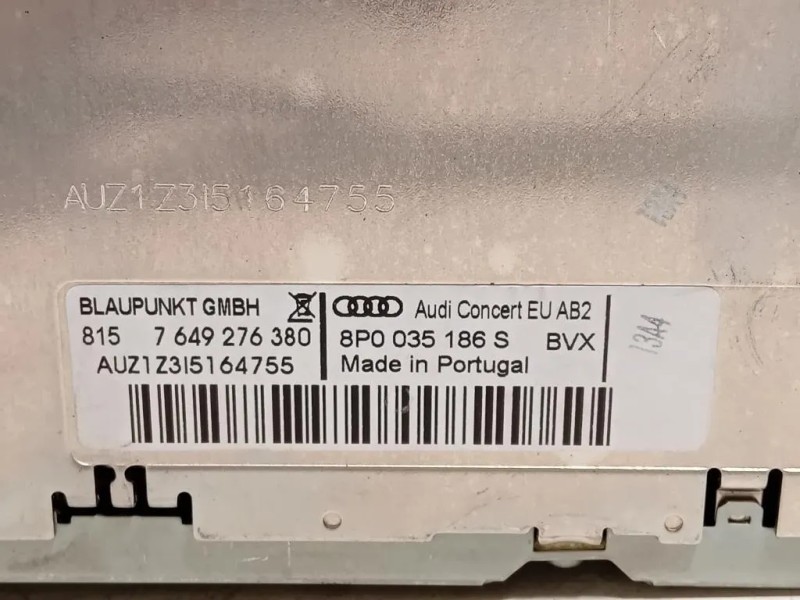 AUZ1Z3I5164755
BLAUPUNKT GMBH
815 7 649 276 380
AUZ1Z3I5164755
Audi Concert EU AB2
8P0 035 186 S BVX
Made in Portugal
13A4